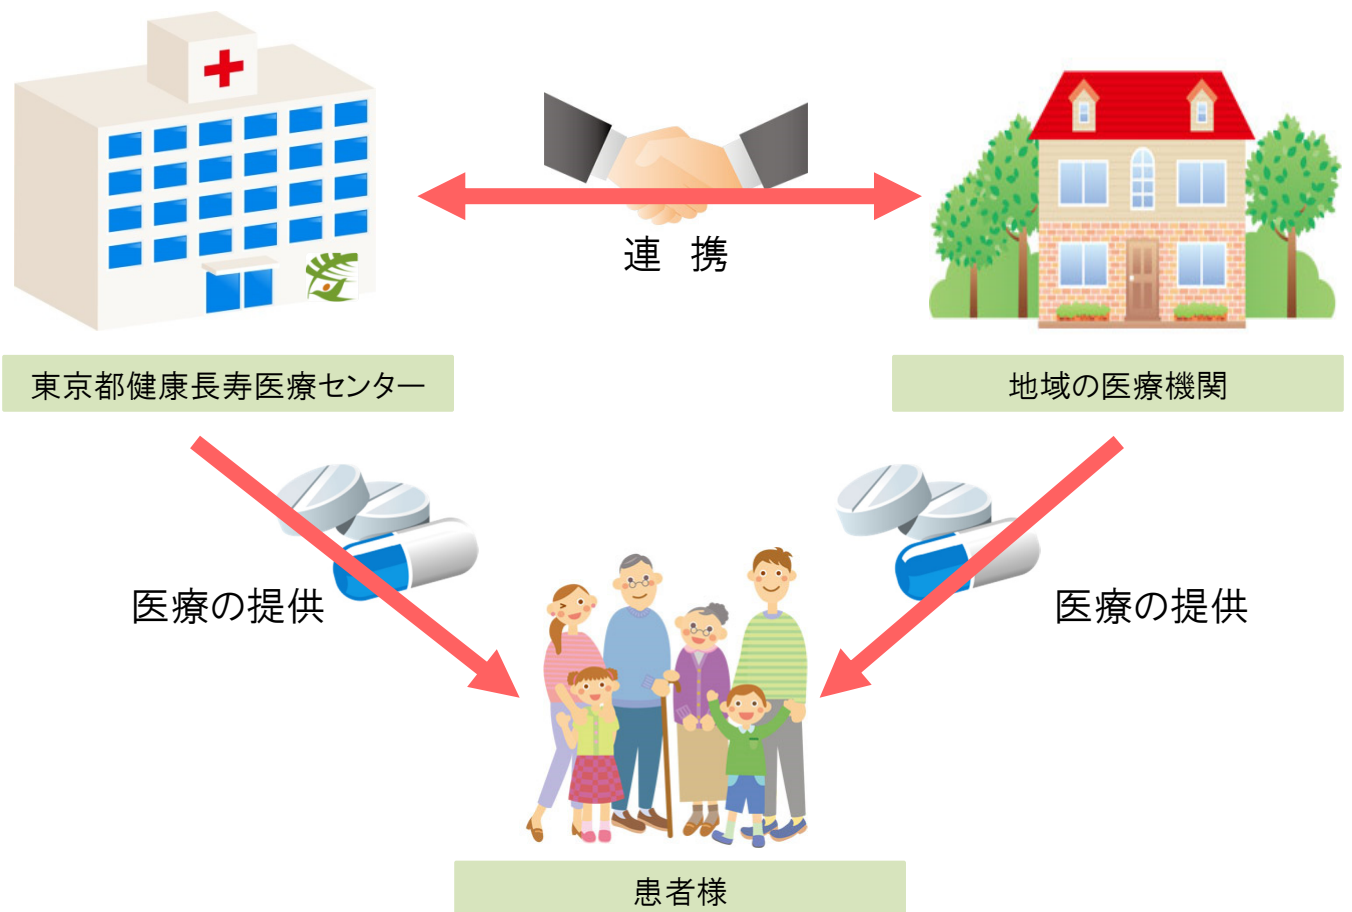 連 携
東京都健康長寿医療センター
地域の医療機関
医療の提供
医療の提供
患者様